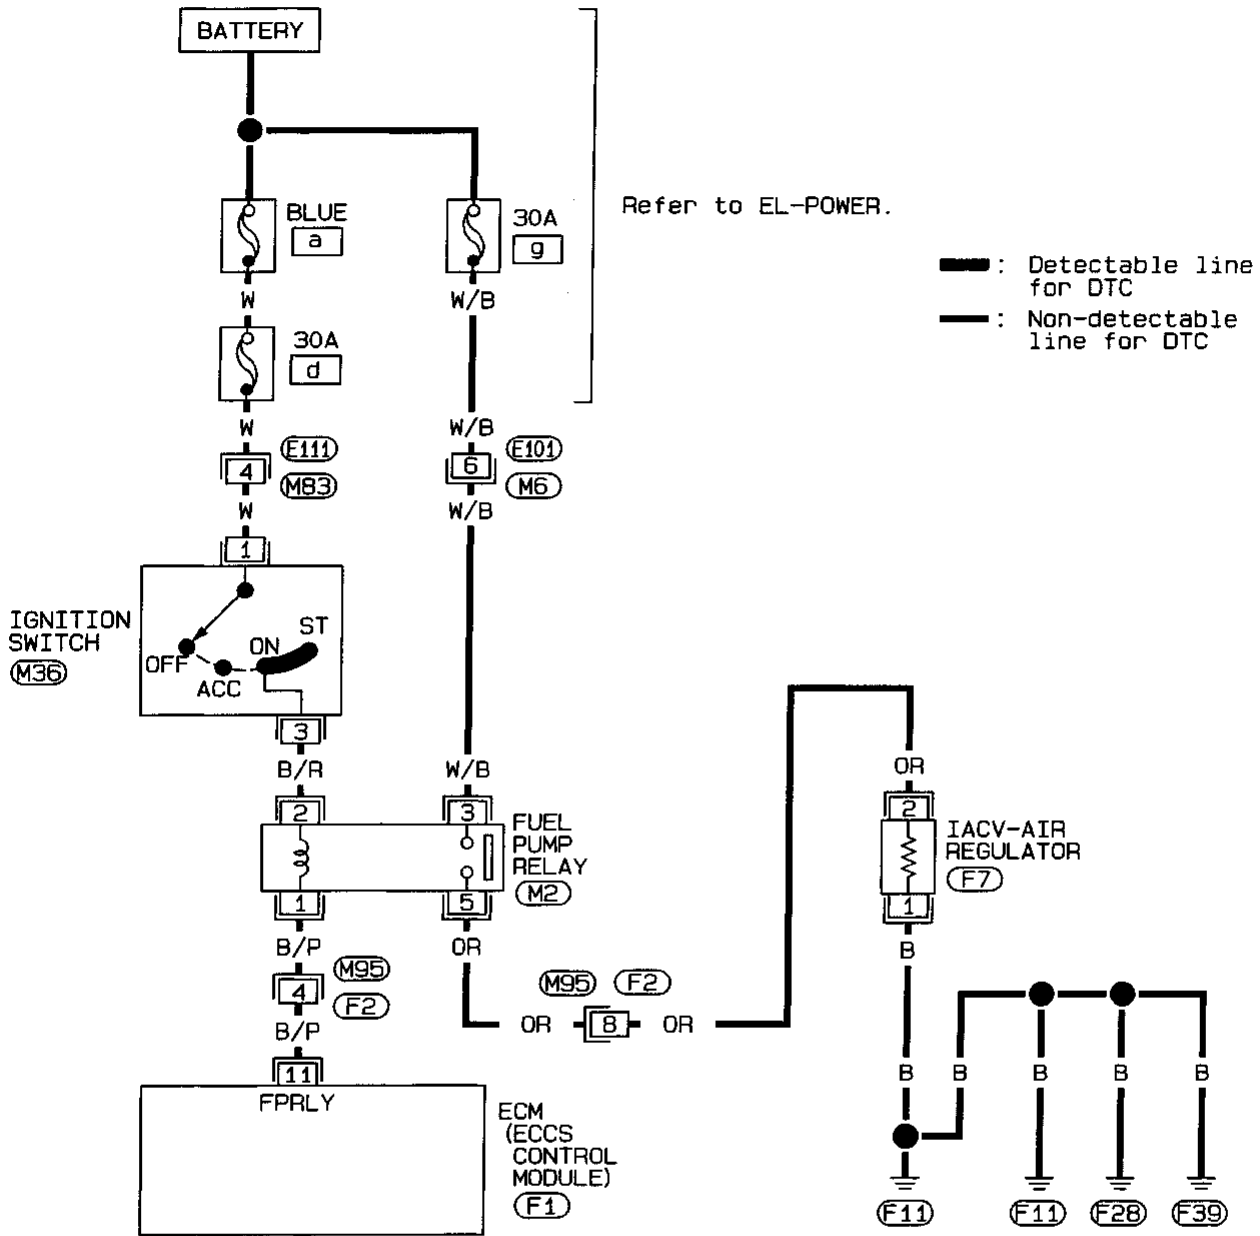 BATTERY
BLUE
a
30A
g
Refer to EL-POWER.
: Detectable line
for DTC
: Non-detectable
line for DTC
W
W/B
30A
d
W
W/B
E111
E101
4
6
M83
M6
W
W/B
1
IGNITION
SWITCH
M36
OFF
ACC
ON
ST
3
B/R
W/B
OR
2
3
FUEL
PUMP
RELAY
M2
2
IACV-AIR
REGULATOR
F7
1
5
1
B/P
OR
B
M95
4
F2
M95
F2
OR
8
OR
B/P
11
FPRLY
B
B
B
B
B
ECM
(ECCS
CONTROL
MODULE)
F1
F11
F11
F28
F39